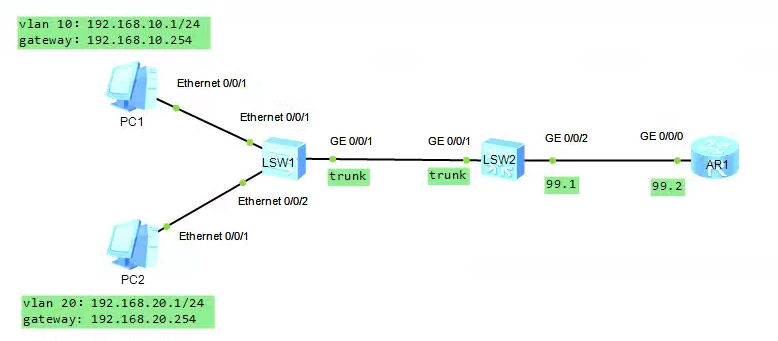 vlan 10: 192.168.10.1/24
gateway: 192.168.10.254
Ethernet 0/0/1
PC1
Ethernet 0/0/1
GE 0/0/1
GE 0/0/1
GE 0/0/2
GE 0/0/0
LSW1
LSW2
AR1
trunk
trunk
99.1
99.2
Ethernet 0/0/2
Ethernet 0/0/1
PC2
vlan 20: 192.168.20.1/24
gateway: 192.168.20.254